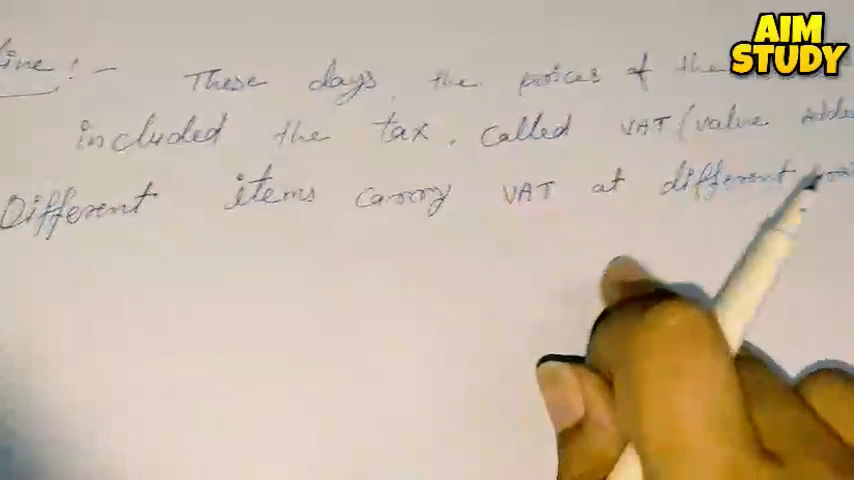 AIM
STUDY
line :- These days, the prices of the
included the tax, called VAT (value Adde
Different items carry VAT at different